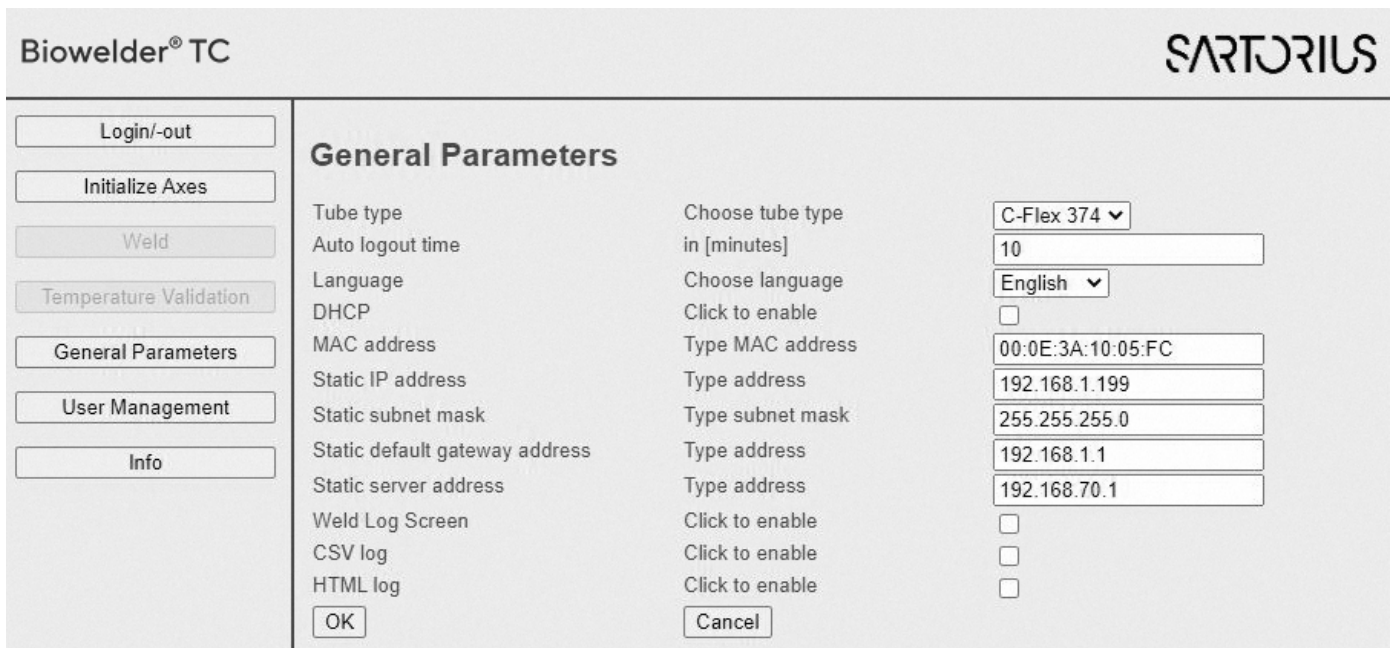 Biowelder® TC
SARTORIUS
Login/-out
Initialize Axes
Weld
Temperature Validation
General Parameters
User Management
Info
General Parameters
Tube type Choose tube type C-Flex 374
Auto logout time in [minutes] 10
Language Choose language English
DHCP Click to enable
MAC address Type MAC address 00:0E:3A:10:05:FC
Static IP address Type address 192.168.1.199
Static subnet mask Type subnet mask 255.255.255.0
Static default gateway address Type address 192.168.1.1
Static server address Type address 192.168.70.1
Weld Log Screen Click to enable
CSV log Click to enable
HTML log Click to enable
OK Cancel